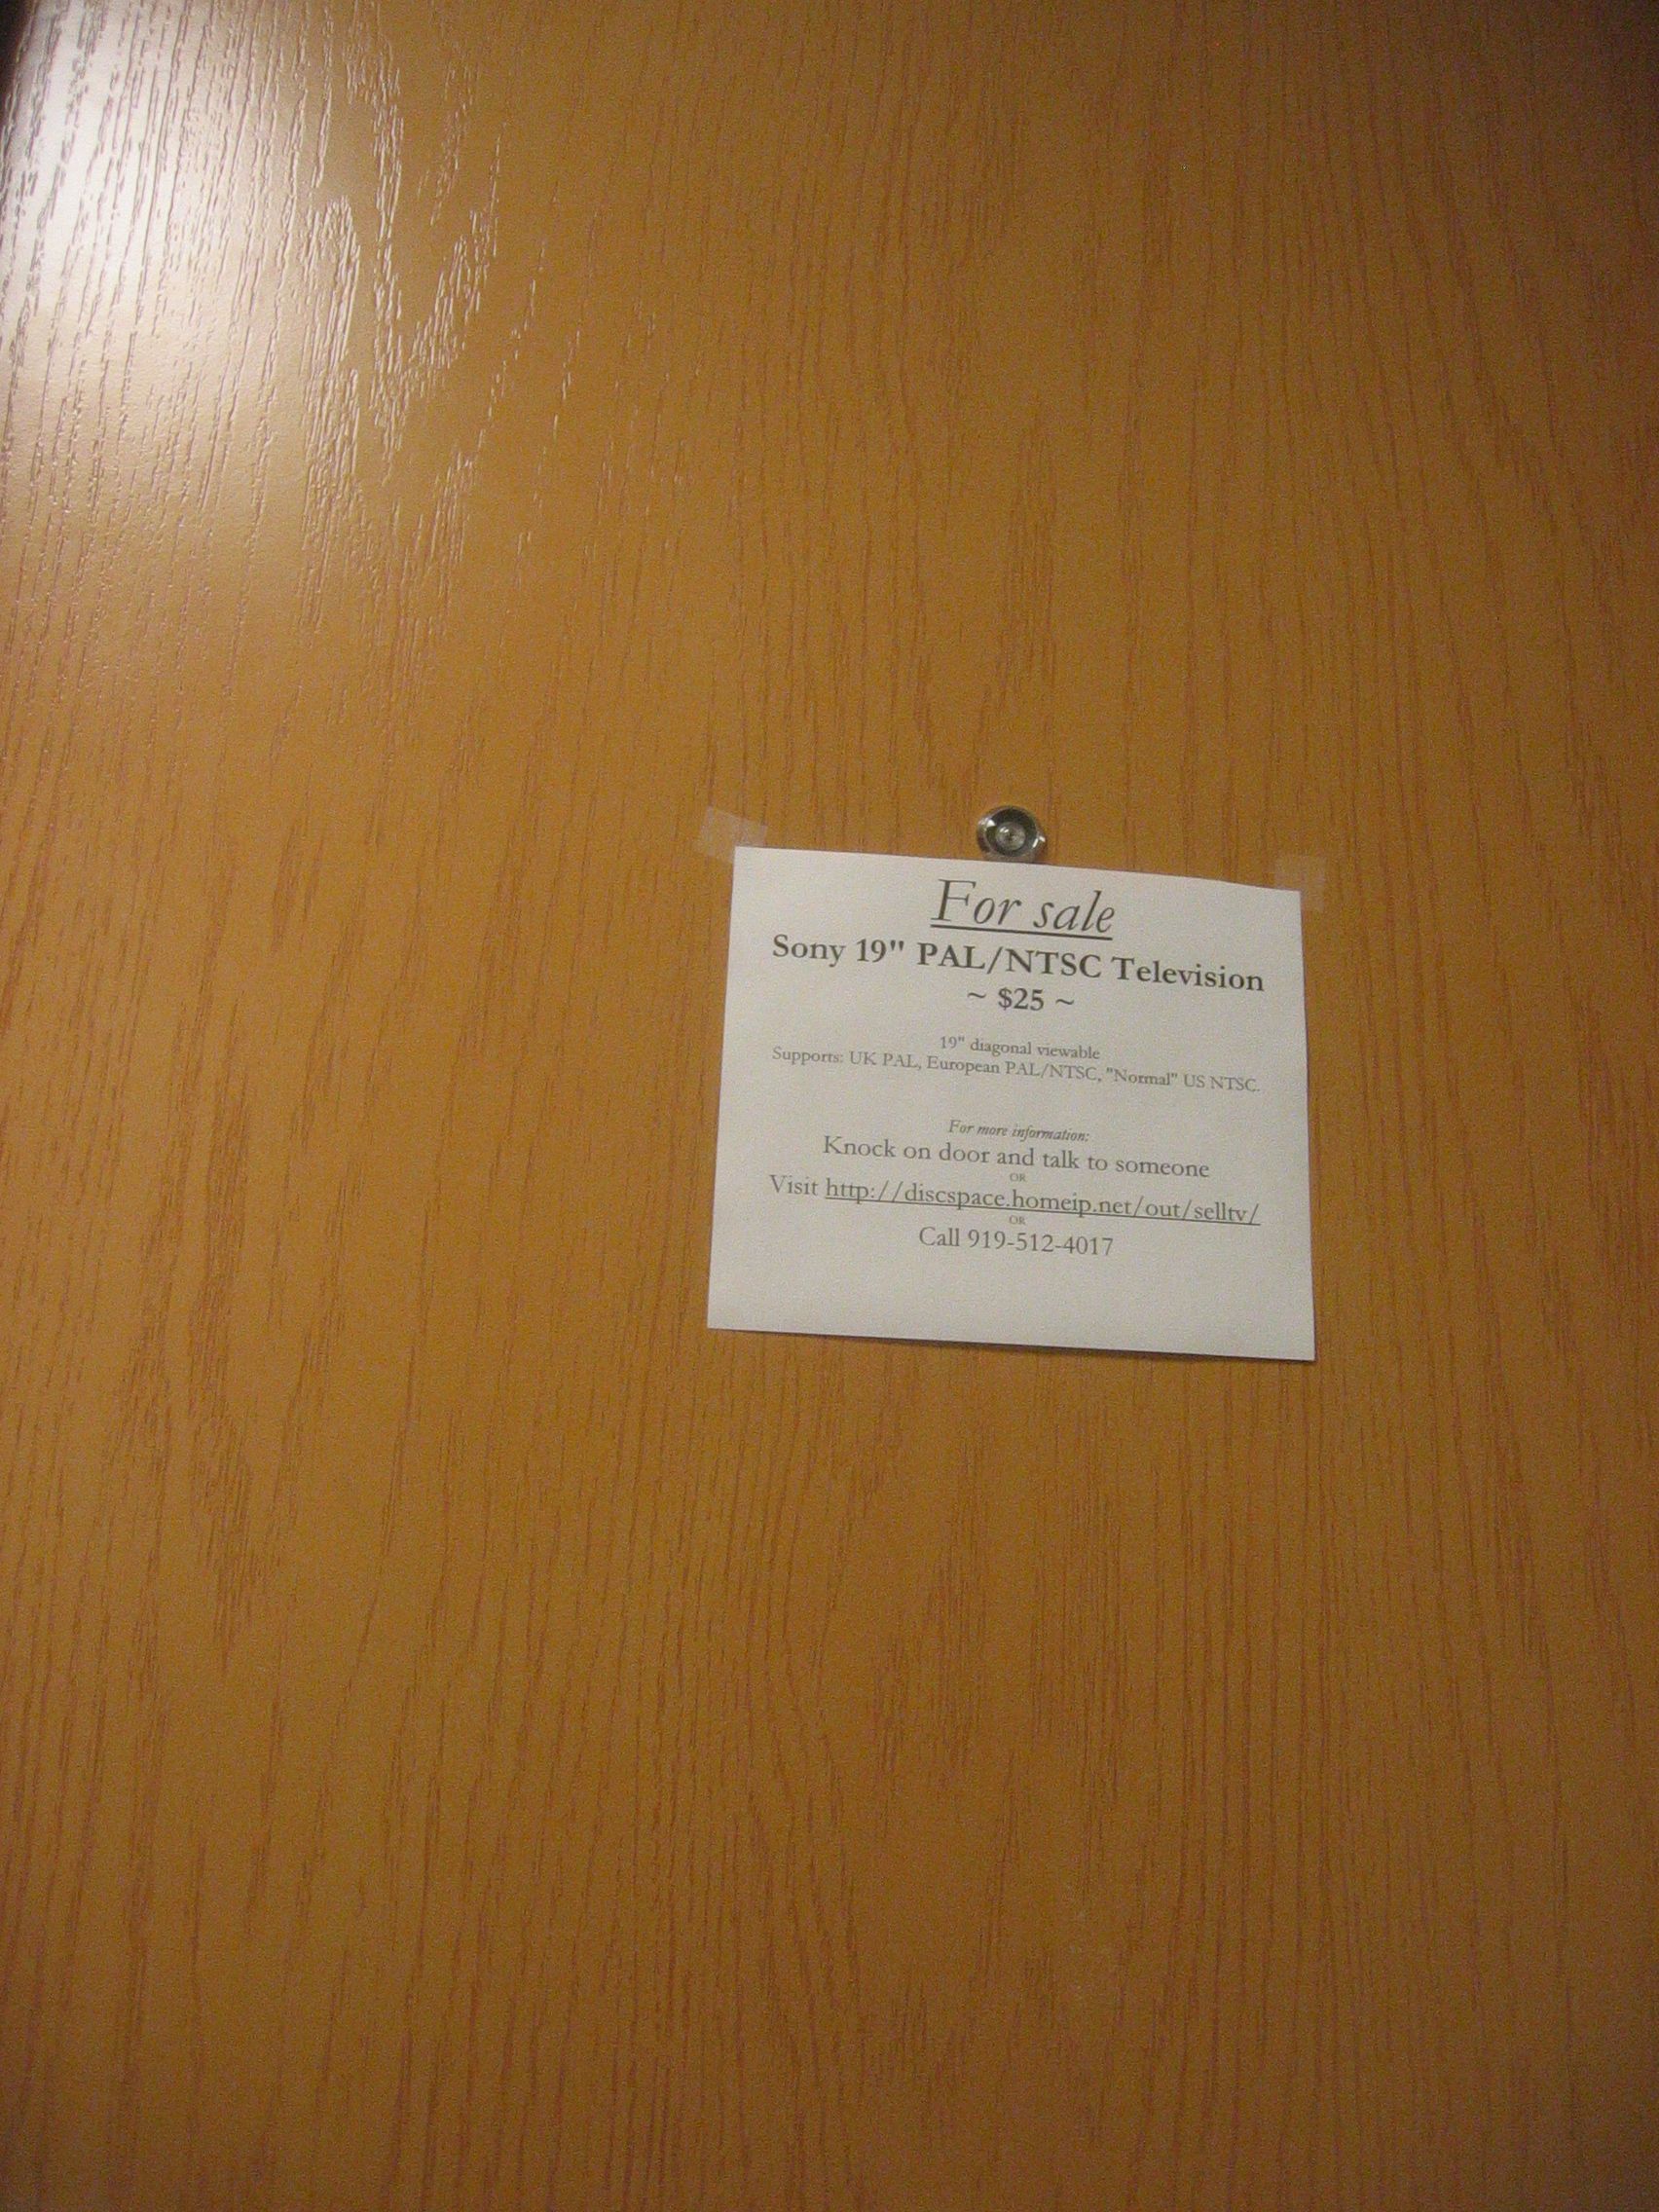 For sale
Sony 19" PAL/NTSC Television
~ $25 ~
19" diagonal viewable
Supports: UK PAL, European PAL/NTSC, "Normal" US NTSC.
For more information:
Knock on door and talk to someone
OR
Visit http://discspace.homeip.net/out/selltv/
OR
Call 919-512-4017